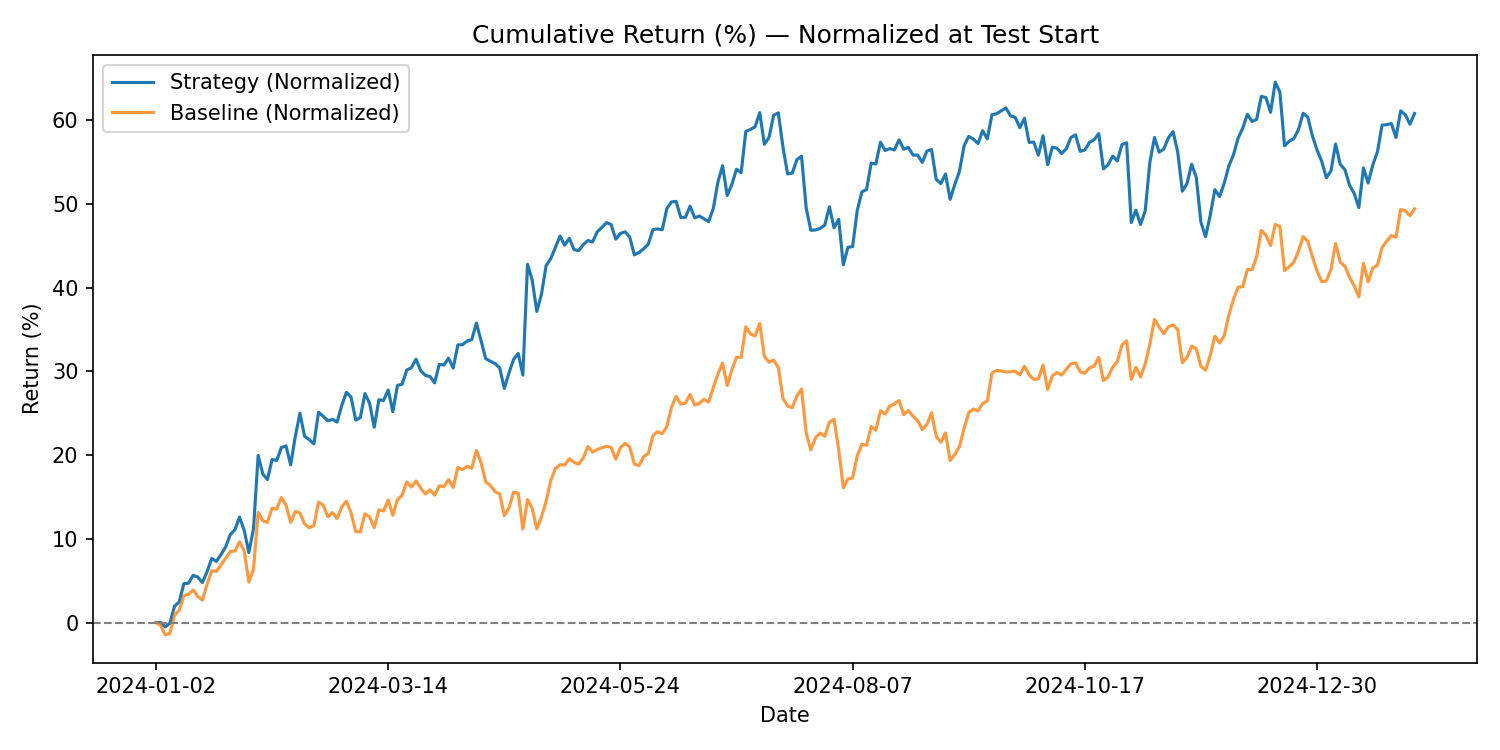 Cumulative Return (%) — Normalized at Test Start
Strategy (Normalized)
Baseline (Normalized)
Return (%)
60
50
40
30
20
10
0
2024-01-02
2024-03-14
2024-05-24
2024-08-07
2024-10-17
2024-12-30
Date